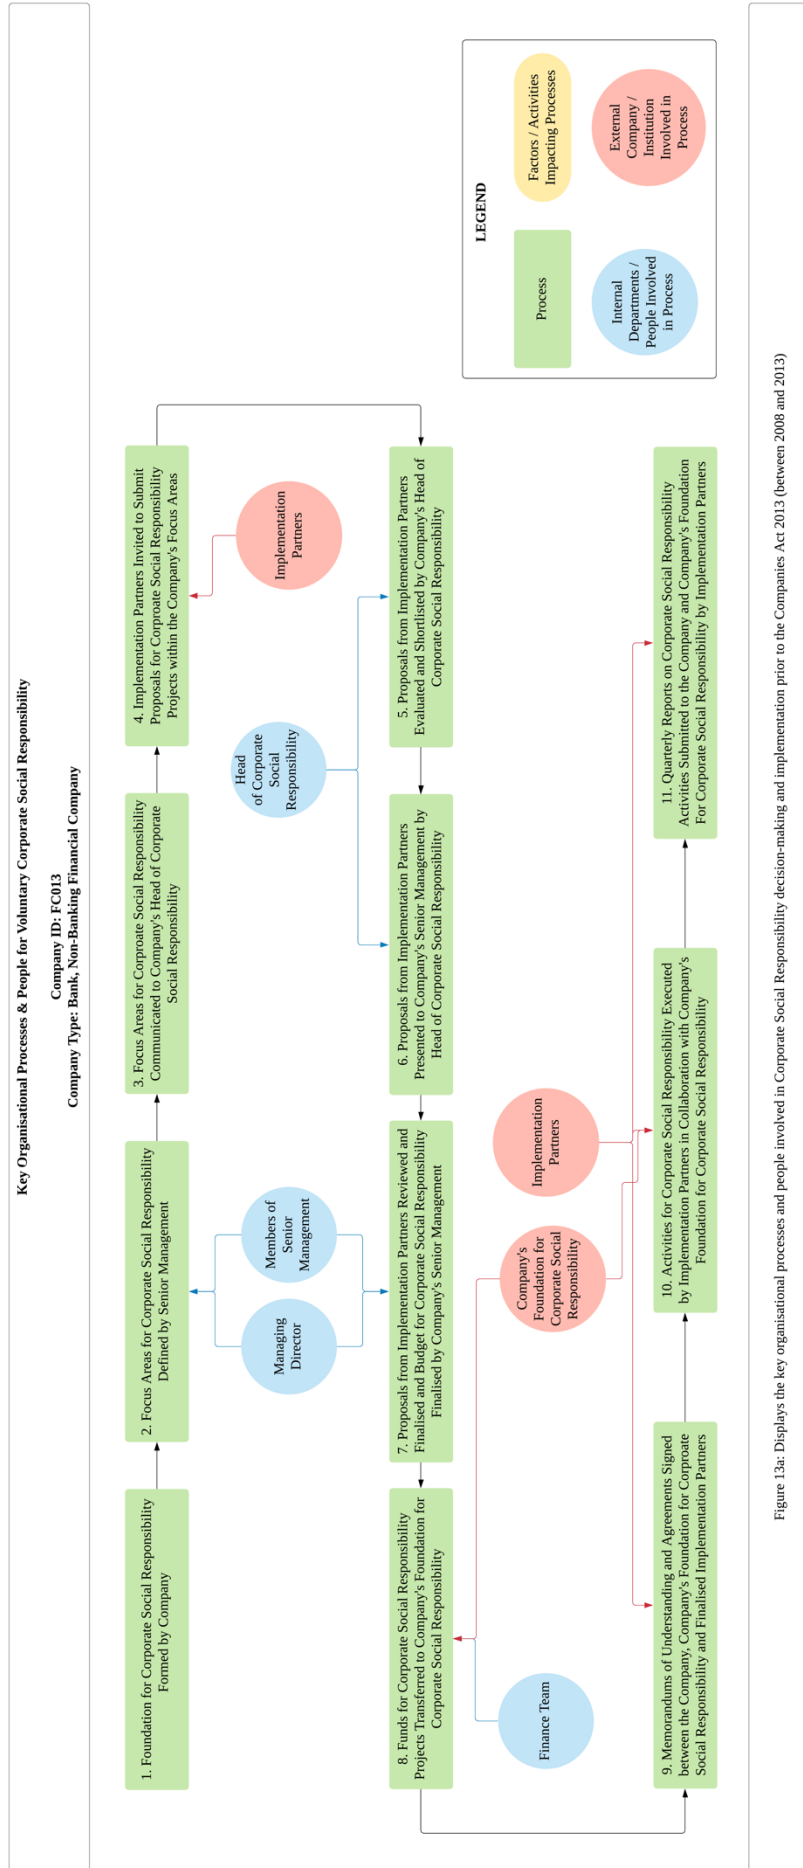 Key Organisational Processes & People for Voluntary Corporate Social Responsibility
Company ID: FC013
Company Type: Bank, Non-Banking Financial Company
1. Foundation for Corporate Social Responsibility
Formed by Company
2. Focus Areas for Corporate Social Responsibility
Defined by Senior Management
3. Focus Areas for Corproate Social Responsibility
Communicated to Company's Head of Corporate
Social Responsibility
4. Implementation Partners Invited to Submit
Proposals for Corproate Social Responsibility
Projects within the Company's Focus Areas
Managing
Director
Members of
Senior
Management
Head
of Corporate
Social
Responsibility
Implementation
Partners
8. Funds for Corporate Social Responsibility
Projects Transferred to Company's Foundation for
Corporate Social Responsibility
7. Proposals from Implementation Partners Reviewed and
Finalised and Budget for Corporate Social Responsibility
Finalised by Company's Senior Management
6. Proposals from Implementation Partners
Presented to Company's Senior Management by
Head of Corporate Social Responsibility
5. Proposals from Implementation Partners
Evaluated and Shortlisted by Company's Head of
Corporate Social Responsibility
Finance Team
Company's
Foundation for
Corporate Social
Responsibility
Implementation
Partners
9. Memorandums of Understanding and Agreements Signed
between the Company, Company's Foundation for Corproate
Social Responsibility and Finalised Implementation Partners
10. Activities for Corporate Social Responsibility Executed
by Implementation Partners in Collaboration with Company's
Foundation for Corporate Social Responsibility
11. Quarterly Reports on Corporate Social Responsibility
Activities Submitted to the Company and Company's Foundation
For Corporate Social Responsibility by Implementation Partners
LEGEND
Process
Factors / Activities
Impacting Processes
Internal
Departments /
People Involved
in Process
External
Company /
Institution
Involved in
Process
Figure 13a: Displays the key organisational processes and people involved in Corporate Social Responsibility decision-making and implementation prior to the Companies Act 2013 (between 2008 and 2013)